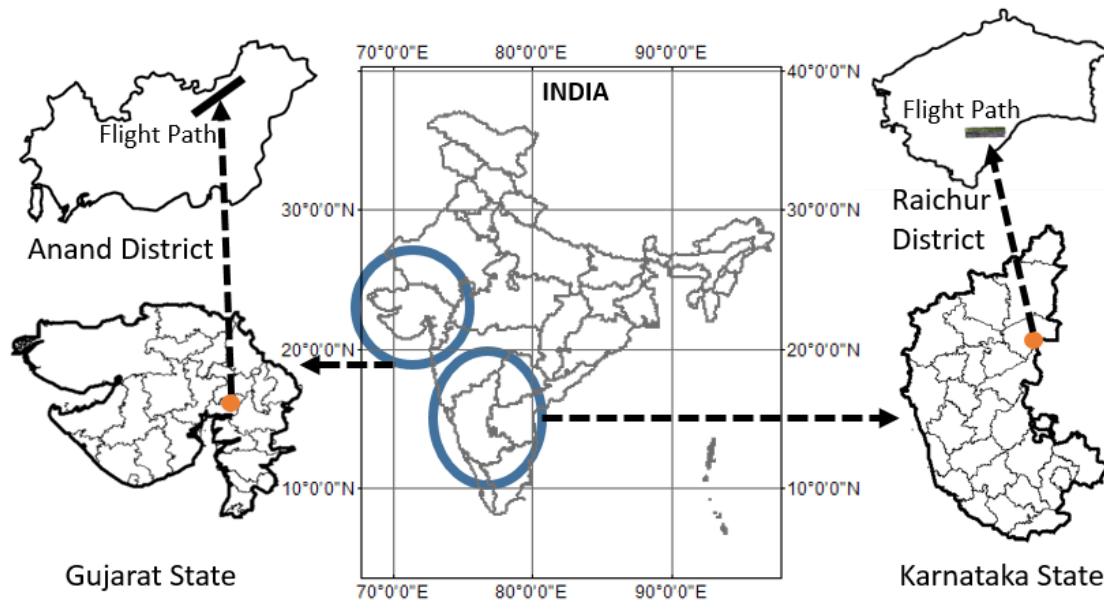 70°0'0"E
80°0'0"E
90°0'0"E
40°0'0"N
INDIA
Flight Path
Flight Path
30°0'0"N
30°0'0"N
Anand District
Raichur
District
20°0'0"N
20°0'0"N
10°0'0"N
10°0'0"N
Gujarat State
Karnataka State
70°0'0"E
80°0'0"E
90°0'0"E